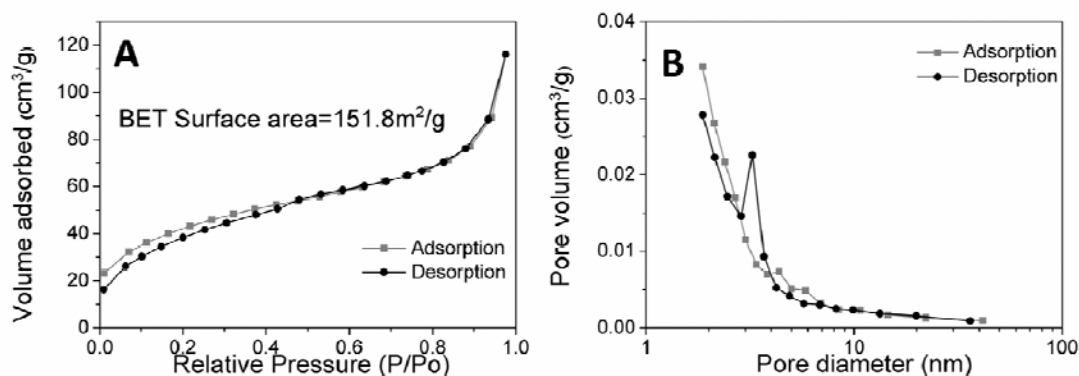 A
BET Surface area=151.8m²/g
Adsorption
Desorption
Volume adsorbed (cm³/g)
0
20
40
60
80
100
120
0.0
0.2
0.4
0.6
0.8
1.0
Relative Pressure (P/Po)
B
Adsorption
Desorption
Pore volume (cm³/g)
0.00
0.01
0.02
0.03
0.04
1
10
100
Pore diameter (nm)